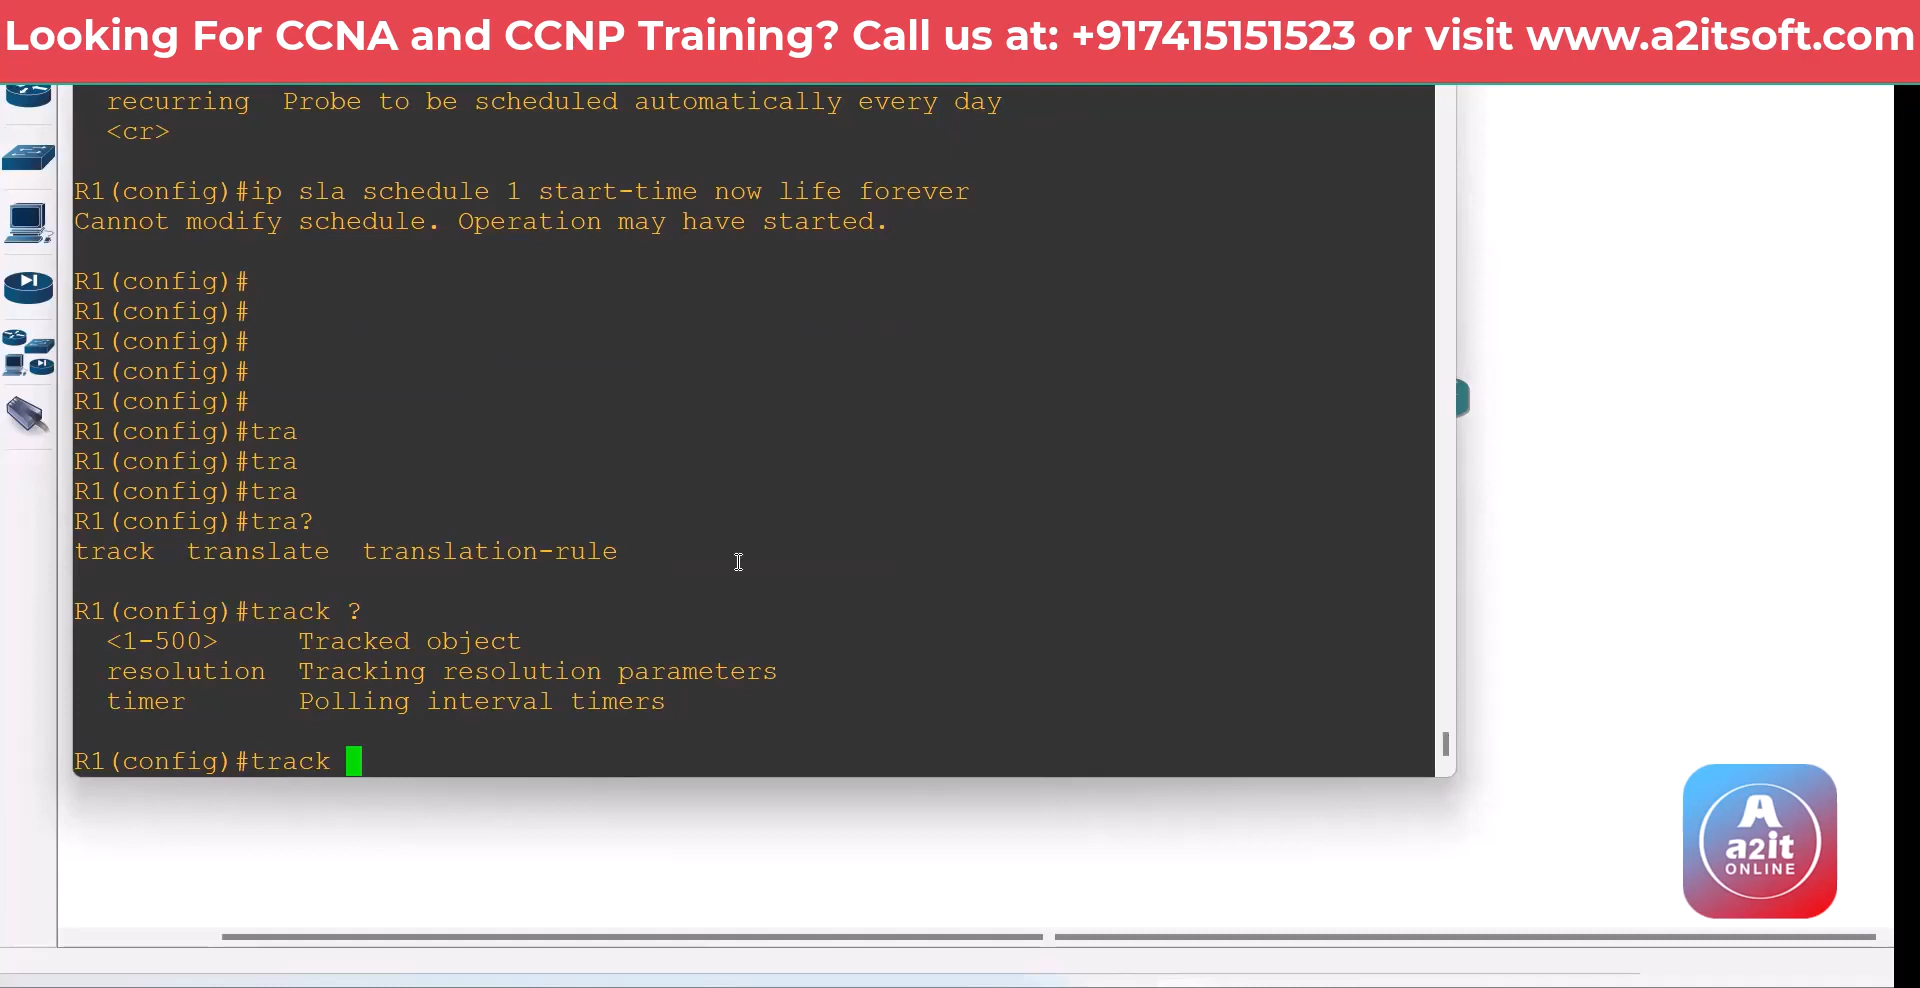 Looking For CCNA and CCNP Training? Call us at: +917415151523 or visit www.a2itsoft.com
recurring  Probe to be scheduled automatically every day
<cr>
R1(config)#ip sla schedule 1 start-time now life forever
Cannot modify schedule. Operation may have started.
R1(config)#
R1(config)#
R1(config)#
R1(config)#
R1(config)#
R1(config)#tra
R1(config)#tra
R1(config)#tra
R1(config)#tra?
track  translate  translation-rule
R1(config)#track ?
<1-500>     Tracked object
resolution  Tracking resolution parameters
timer       Polling interval timers
R1(config)#track
A
a2it
ONLINE